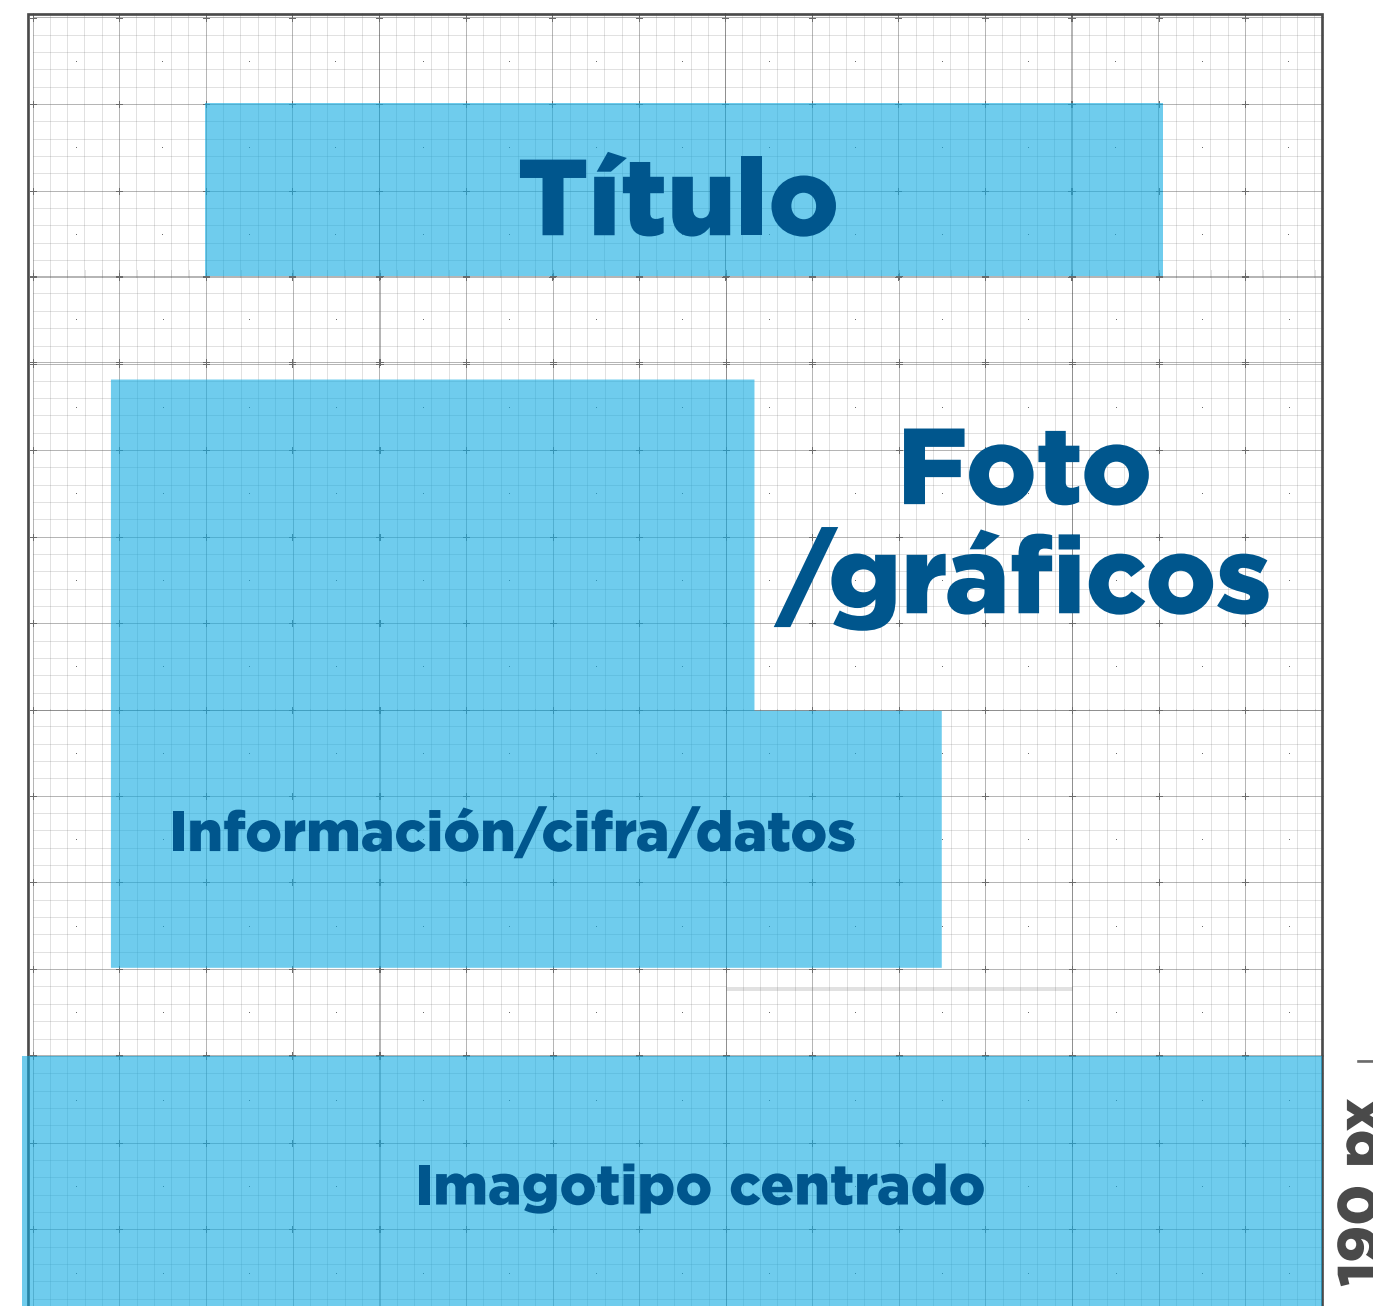 Título
Foto
/gráficos
Información/cifra/datos
Imagotipo centrado
190 px